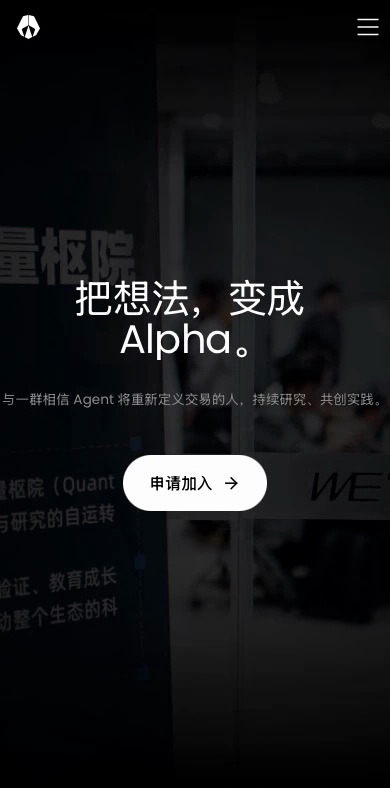 量枢院
把想法，变成
Alpha。
与一群相信 Agent 将重新定义交易的人，持续研究、共创实践。
量枢院（Quant
与研究的自运转
申请加入 →
WE
验证、教育成长
动整个生态的科